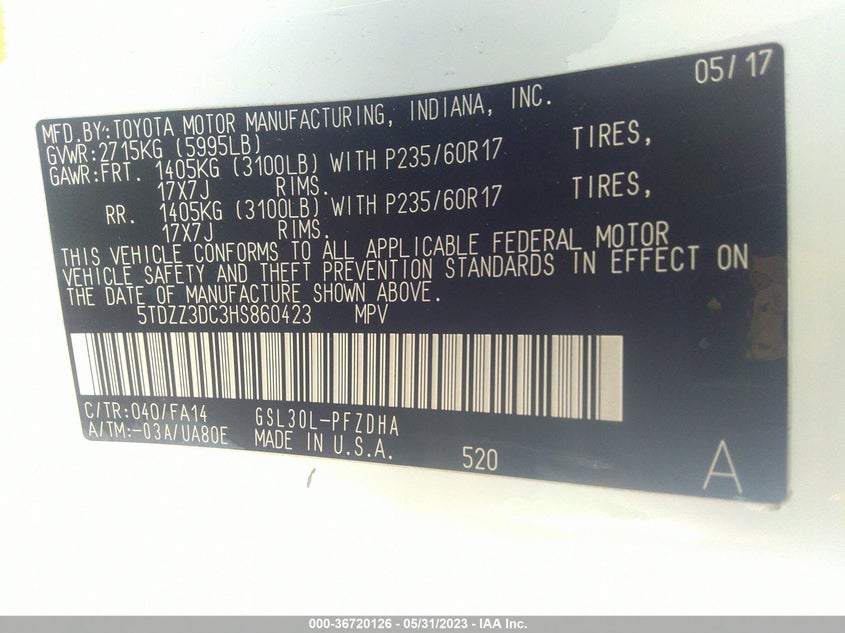 05/17
MFD.BY:TOYOTA MOTOR MANUFACTURING, INDIANA, INC.
GVWR:2715KG (5995LB)
GAWR:FRT. 1405KG (3100LB) WITH P235/60R17 TIRES,
17X7J RIMS.
RR. 1405KG (3100LB) WITH P235/60R17 TIRES,
17X7J RIMS.
THIS VEHICLE CONFORMS TO ALL APPLICABLE FEDERAL MOTOR
VEHICLE SAFETY AND THEFT PREVENTION STANDARDS IN EFFECT ON
THE DATE OF MANUFACTURE SHOWN ABOVE.
5TDZZ3DC3HS860423 MPV
C/TR:040/FA14 GSL30L-PFZDHA
A/TM:-03A/UA80E MADE IN U.S.A. 520
A
000-36720126 - 05/31/2023 - IAA Inc.